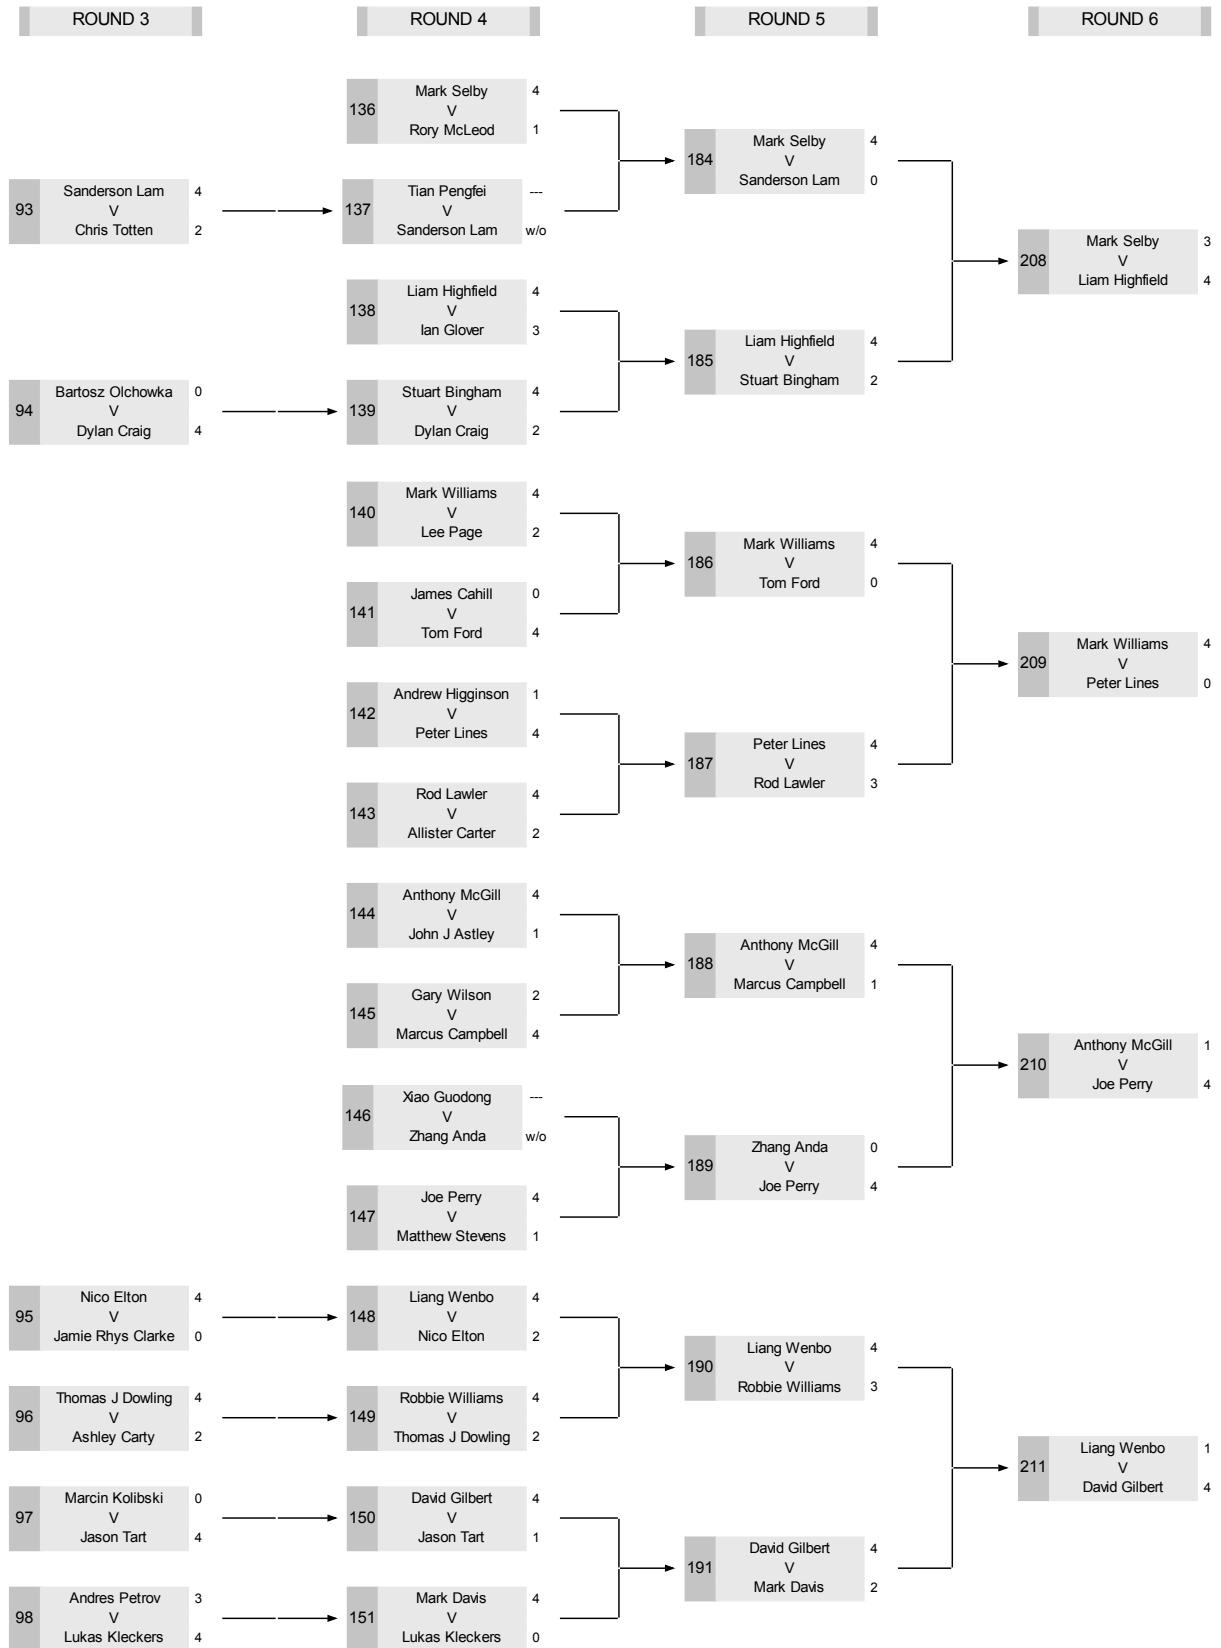 ROUND 3
ROUND 4
ROUND 5
ROUND 6
93
Sanderson Lam 4
V
Chris Totten 2
94
Bartosz Olchowka 0
V
Dylan Craig 4
95
Nico Elton 4
V
Jamie Rhys Clarke 0
96
Thomas J Dowling 4
V
Ashley Carty 2
97
Marcin Kolibski 0
V
Jason Tart 4
98
Andres Petrov 3
V
Lukas Kleckers 4
136
Mark Selby 4
V
Rory McLeod 1
137
Tian Pengfei ---
V
Sanderson Lam w/o
138
Liam Highfield 4
V
Ian Glover 3
139
Stuart Bingham 4
V
Dylan Craig 2
140
Mark Williams 4
V
Lee Page 2
141
James Cahill 0
V
Tom Ford 4
142
Andrew Higginson 1
V
Peter Lines 4
143
Rod Lawler 4
V
Allister Carter 2
144
Anthony McGill 4
V
John J Astley 1
145
Gary Wilson 2
V
Marcus Campbell 4
146
Xiao Guodong ---
V
Zhang Anda w/o
147
Joe Perry 4
V
Matthew Stevens 1
148
Liang Wenbo 4
V
Nico Elton 2
149
Robbie Williams 4
V
Thomas J Dowling 2
150
David Gilbert 4
V
Jason Tart 1
151
Mark Davis 4
V
Lukas Kleckers 0
184
Mark Selby 4
V
Sanderson Lam 0
185
Liam Highfield 4
V
Stuart Bingham 2
186
Mark Williams 4
V
Tom Ford 0
187
Peter Lines 4
V
Rod Lawler 3
188
Anthony McGill 4
V
Marcus Campbell 1
189
Zhang Anda 0
V
Joe Perry 4
190
Liang Wenbo 4
V
Robbie Williams 3
191
David Gilbert 4
V
Mark Davis 2
208
Mark Selby 3
V
Liam Highfield 4
209
Mark Williams 4
V
Peter Lines 0
210
Anthony McGill 1
V
Joe Perry 4
211
Liang Wenbo 1
V
David Gilbert 4